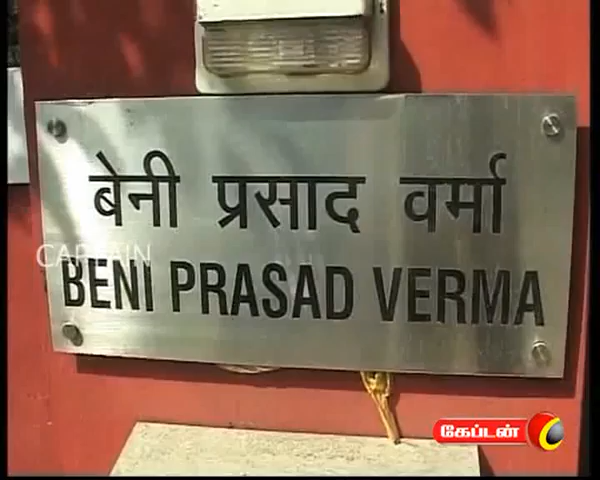 बेनी प्रसाद वर्मा
CAPTAIN
BENI PRASAD VERMA
கேப்டன்